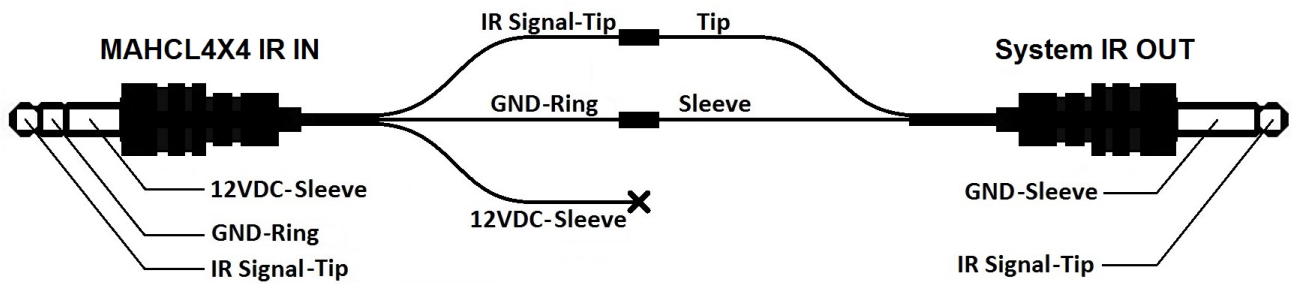 IR Signal-Tip
Tip
MAHCL4X4 IR IN
System IR OUT
GND-Ring
Sleeve
12VDC-Sleeve
GND-Sleeve
12VDC-Sleeve
GND-Ring
IR Signal-Tip
IR Signal-Tip